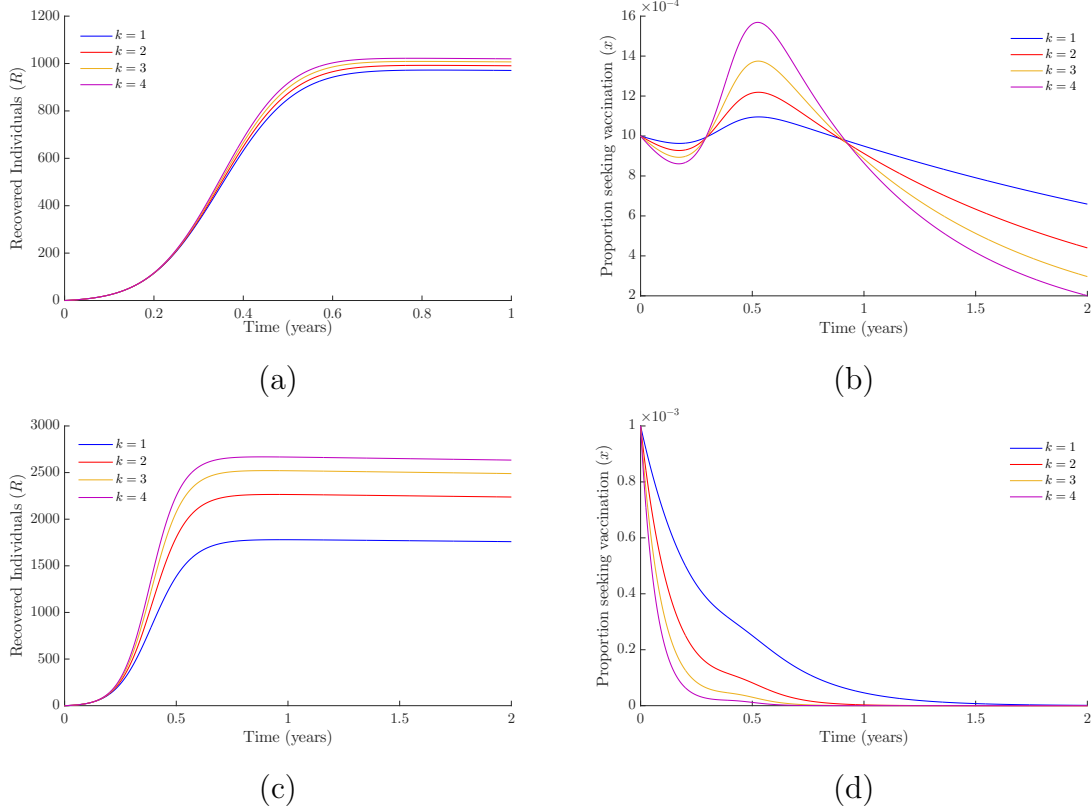 1200
1000
800
600
400
200
0
Recovered Individuals (R)
k = 1
k = 2
k = 3
k = 4
0 0.2 0.4 0.6 0.8 1
Time (years)
(a)
×10⁻⁴
16
14
12
10
8
6
4
2
Proportion seeking vaccination (x)
k = 1
k = 2
k = 3
k = 4
0 0.5 1 1.5 2
Time (years)
(b)
3000
2500
2000
1500
1000
500
0
Recovered Individuals (R)
k = 1
k = 2
k = 3
k = 4
0 0.5 1 1.5 2
Time (years)
(c)
×10⁻³
1
0.8
0.6
0.4
0.2
0
Proportion seeking vaccination (x)
k = 1
k = 2
k = 3
k = 4
0 0.5 1 1.5 2
Time (years)
(d)